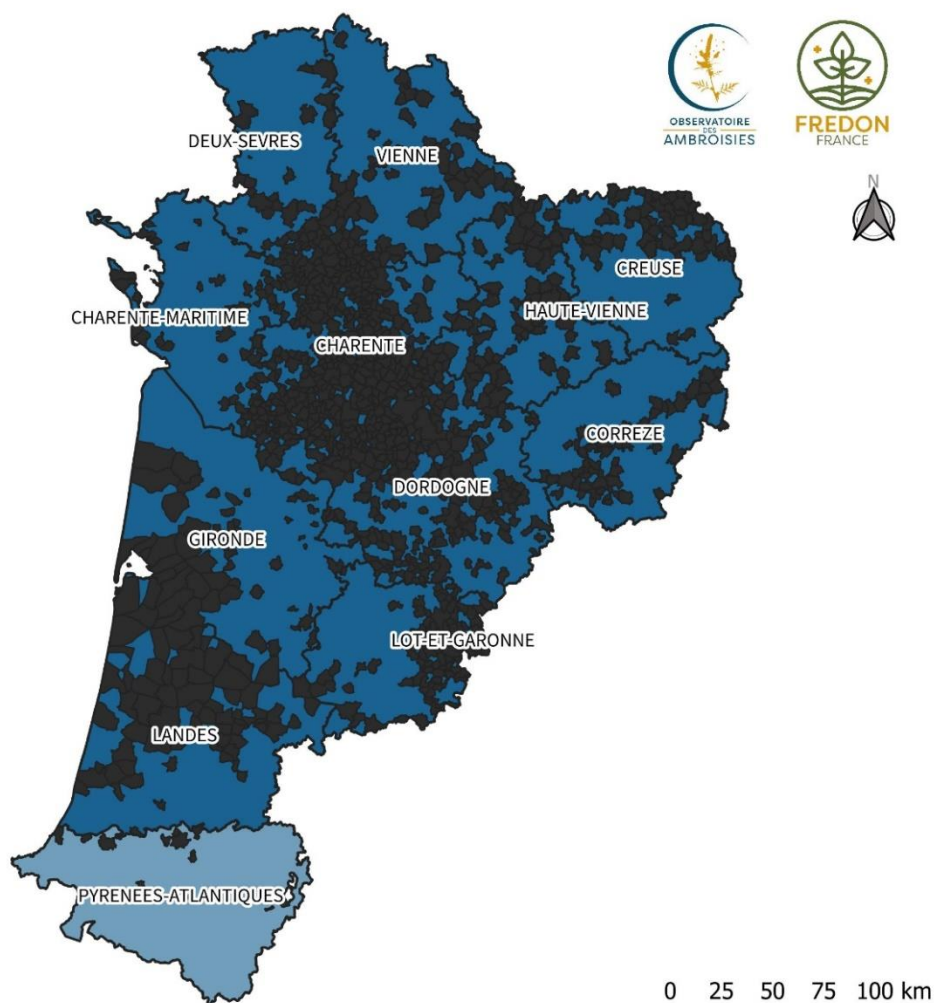 OBSERVATOIRE
DES
AMBROISIES
FREDON
FRANCE
N
DEUX-SEVRES
VIENNE
CREUSE
HAUTE-VIENNE
CHARENTE-MARITIME
CHARENTE
CORREZE
DORDOGNE
GIRONDE
LOT-ET-GARONNE
LANDES
PYRENEES-ATLANTIQUES
0 25 50 75 100 km